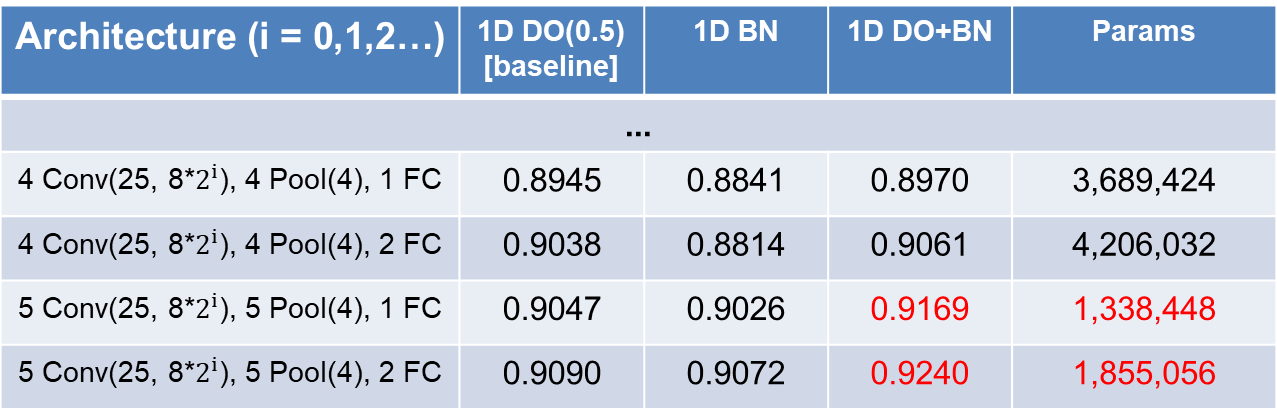 Architecture (i = 0,1,2…) 1D DO(0.5) [baseline] 1D BN 1D DO+BN Params
...
4 Conv(25, 8*2ⁱ), 4 Pool(4), 1 FC 0.8945 0.8841 0.8970 3,689,424
4 Conv(25, 8*2ⁱ), 4 Pool(4), 2 FC 0.9038 0.8814 0.9061 4,206,032
5 Conv(25, 8*2ⁱ), 5 Pool(4), 1 FC 0.9047 0.9026 0.9169 1,338,448
5 Conv(25, 8*2ⁱ), 5 Pool(4), 2 FC 0.9090 0.9072 0.9240 1,855,056